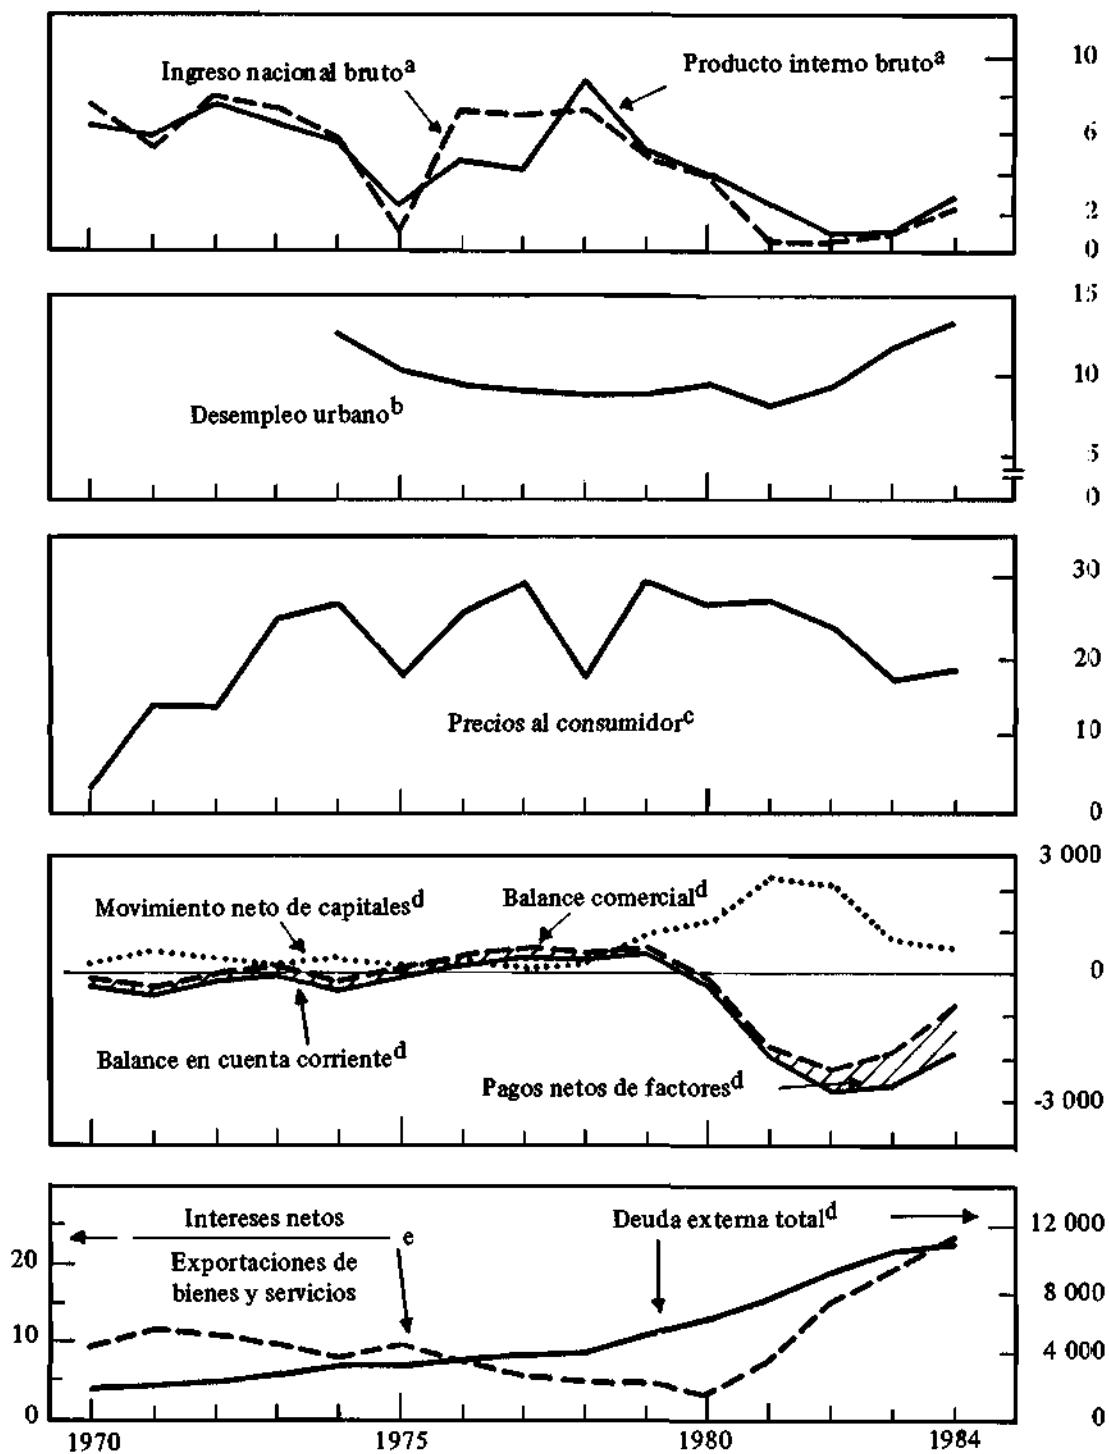 Ingreso nacional bruto^a
Producto interno bruto^a
10
6
2
0
Desempleo urbano^b
15
10
5
0
Precios al consumidor^c
30
20
10
0
Movimiento neto de capitales^d
Balance comercial^d
Balance en cuenta corriente^d
Pagos netos de factores^d
3 000
0
-3 000
Intereses netos
e
Exportaciones de
bienes y servicios
Deuda externa total^d
20
10
0
12 000
8 000
4 000
0
1970
1975
1980
1984